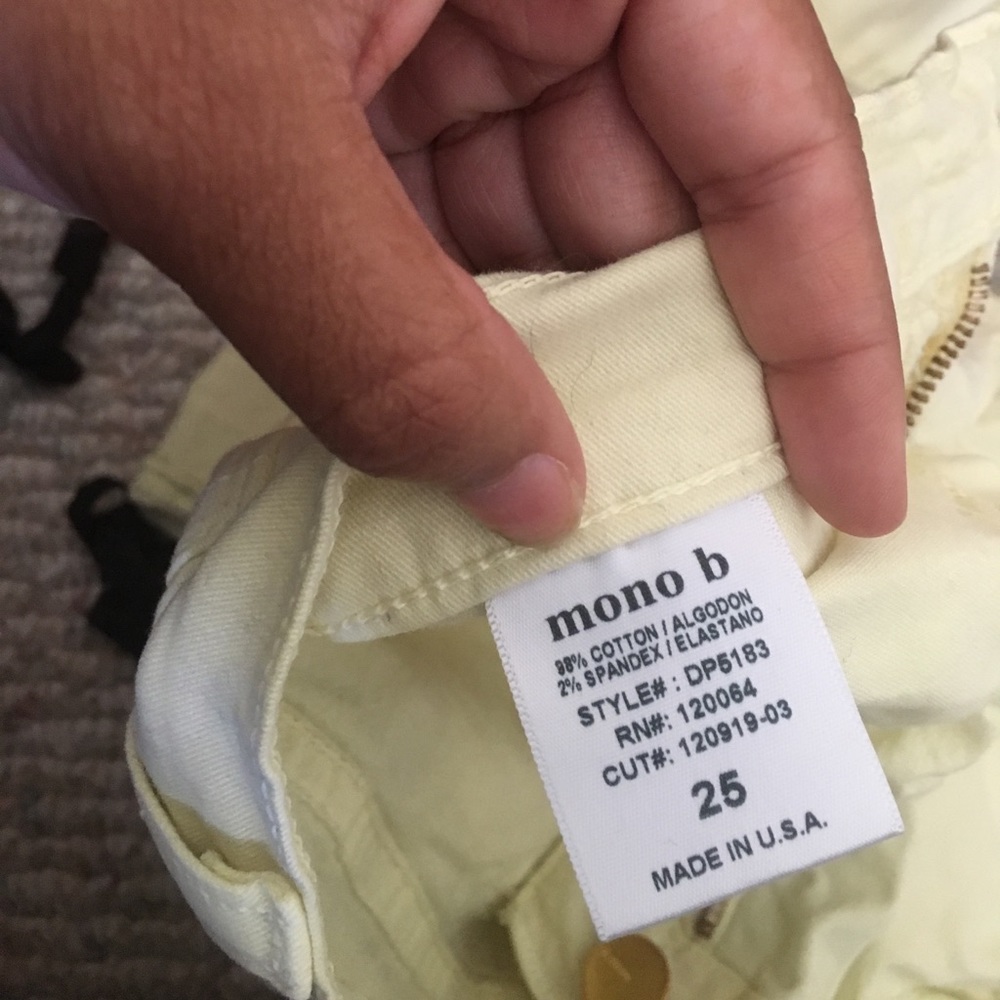 mono b
98% COTTON / ALGODON
2% SPANDEX / ELASTANO
STYLE# : DP5183
RN#: 120064
CUT#: 120919-03
25
MADE IN U.S.A.